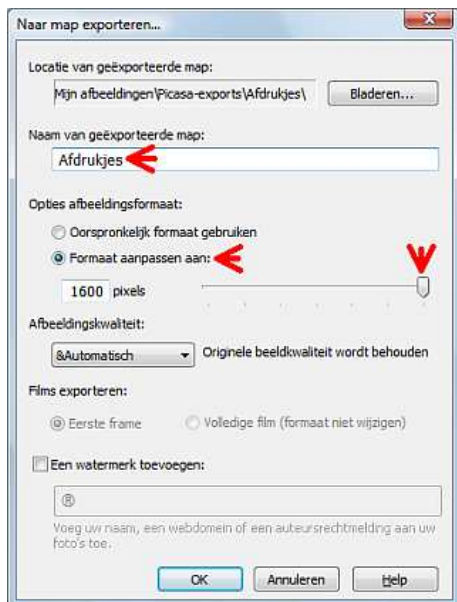 Naar map exporteren...
Locatie van geëxporteerde map:
Mijn afbeeldingen\Picasa-exports\Afdrukjes\ Bladeren...
Naam van geëxporteerde map:
Afdrukjes
Opties afbeeldingsformaat:
Oorspronkelijk formaat gebruiken
Formaat aanpassen aan:
1600 pixels
Afbeeldingskwaliteit:
&Automatisch Originele beeldkwaliteit wordt behouden
Films exporteren:
Eerste frame Volledige film (formaat niet wijzigen)
Een watermerk toevoegen:
®
Voeg uw naam, een webdomein of een auteursrechtmelding aan uw
foto's toe.
OK Annuleren Help